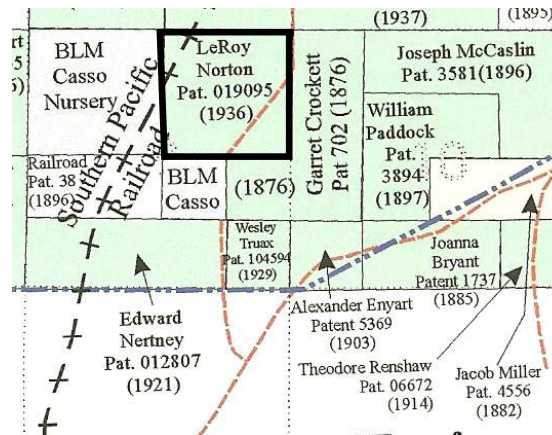 (1937)
(1895)
BLM
Casso
Nursery
LeRoy
Norton
Pat. 019095
(1936)
Garret Crockett
Pat 702 (1876)
Joseph McCaslin
Pat. 3581(1896)
William
Paddock
Pat.
3894
(1897)
10
Southern Pacific
Railroad
Railroad
Pat. 38
(1896)
BLM
Casso
(1876)
Wesley
Truax
Pat. 104594
(1929)
Joanna
Bryant
Patent 1737
(1885)
Edward
Nertney
Pat. 012807
(1921)
Alexander Enyart
Patent 5369
(1903)
Theodore Renshaw
Pat. 06672
(1914)
Jacob Miller
Pat. 4556
(1882)